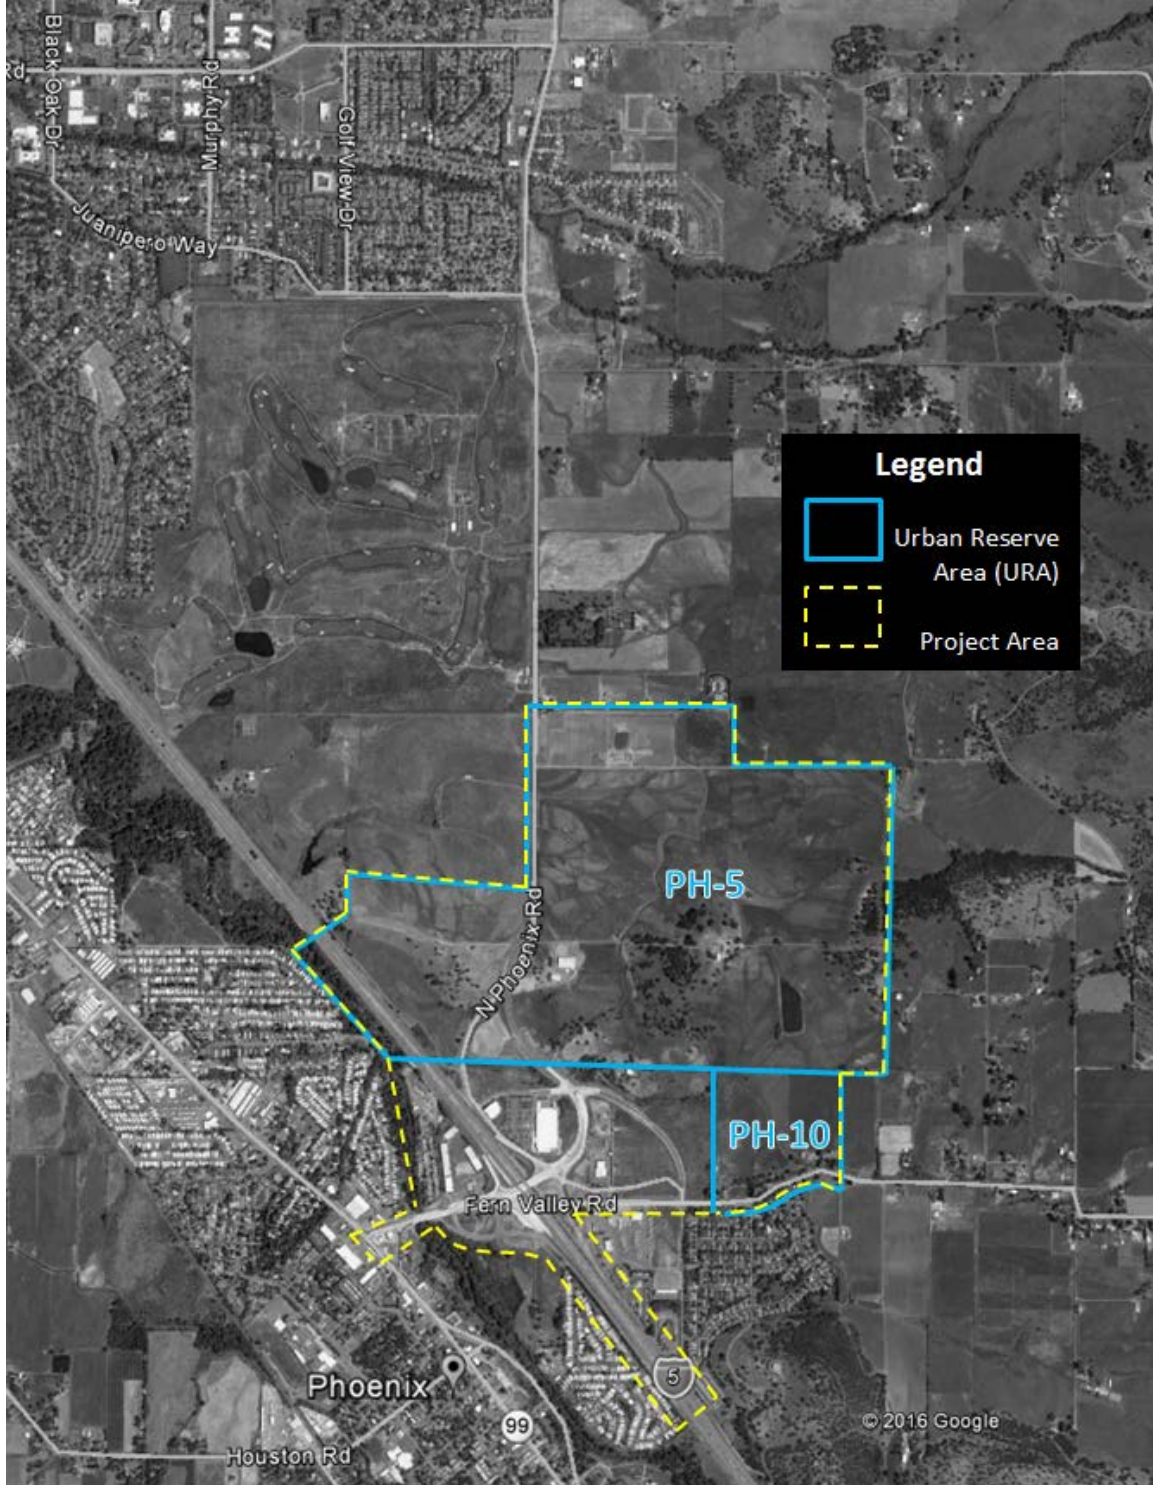 Black Oak Dr
Rd
Murphy Rd
Golf View Dr
Juanipero Way
Legend
Urban Reserve
Area (URA)
Project Area
PH-5
N Phoenix Rd
PH-10
Fern Valley Rd
5
Phoenix
99
© 2016 Google
Houston Rd